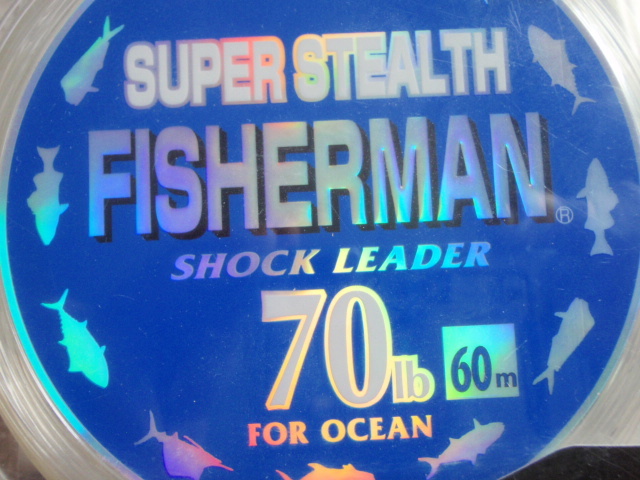 SUPER STEALTH
FISHERMAN®
SHOCK LEADER
70lb 60m
FOR OCEAN